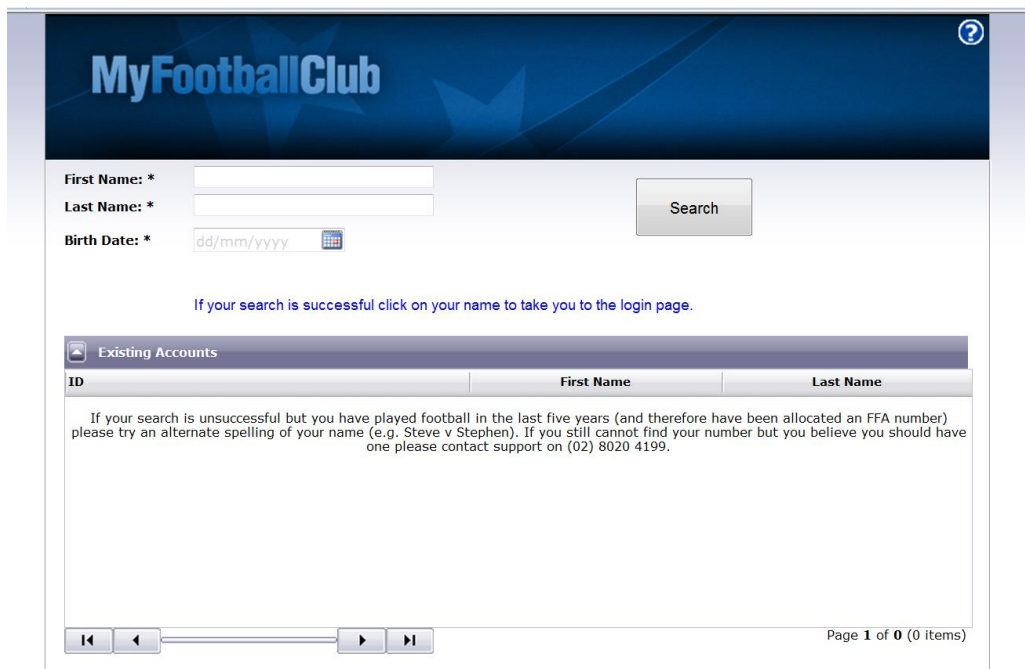 MyFootballClub
First Name: *
Search
Last Name: *
Birth Date: *
dd/mm/yyyy
If your search is successful click on your name to take you to the login page.
Existing Accounts
ID First Name Last Name
If your search is unsuccessful but you have played football in the last five years (and therefore have been allocated an FFA number)
please try an alternate spelling of your name (e.g. Steve v Stephen). If you still cannot find your number but you believe you should have
one please contact support on (02) 8020 4199.
Page 1 of 0 (0 items)